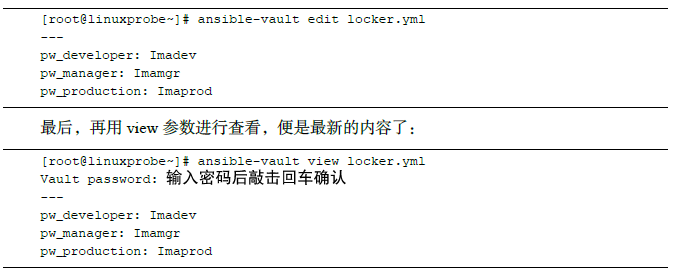 [root@linuxprobe~]# ansible-vault edit locker.yml
---
pw_developer: Imadev
pw_manager: Imamgr
pw_production: Imaprod
最后，再用 view 参数进行查看，便是最新的内容了：
[root@linuxprobe~]# ansible-vault view locker.yml
Vault password: 输入密码后敲击回车确认
---
pw_developer: Imadev
pw_manager: Imamgr
pw_production: Imaprod